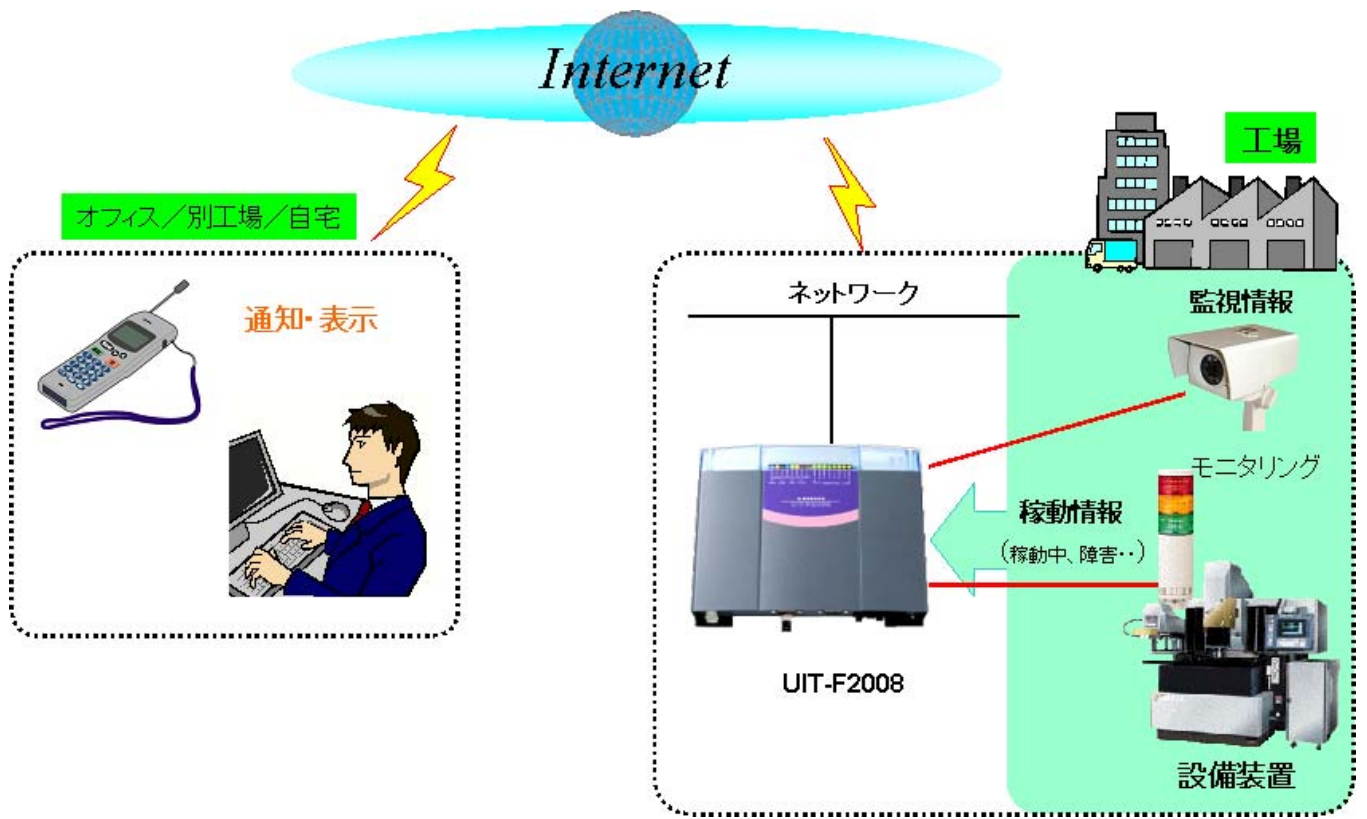 Internet
工場
オフィス／別工場／自宅
通知・表示
ネットワーク
監視情報
モニタリング
稼動情報
（稼動中、障害・・）
UIT-F2008
設備装置